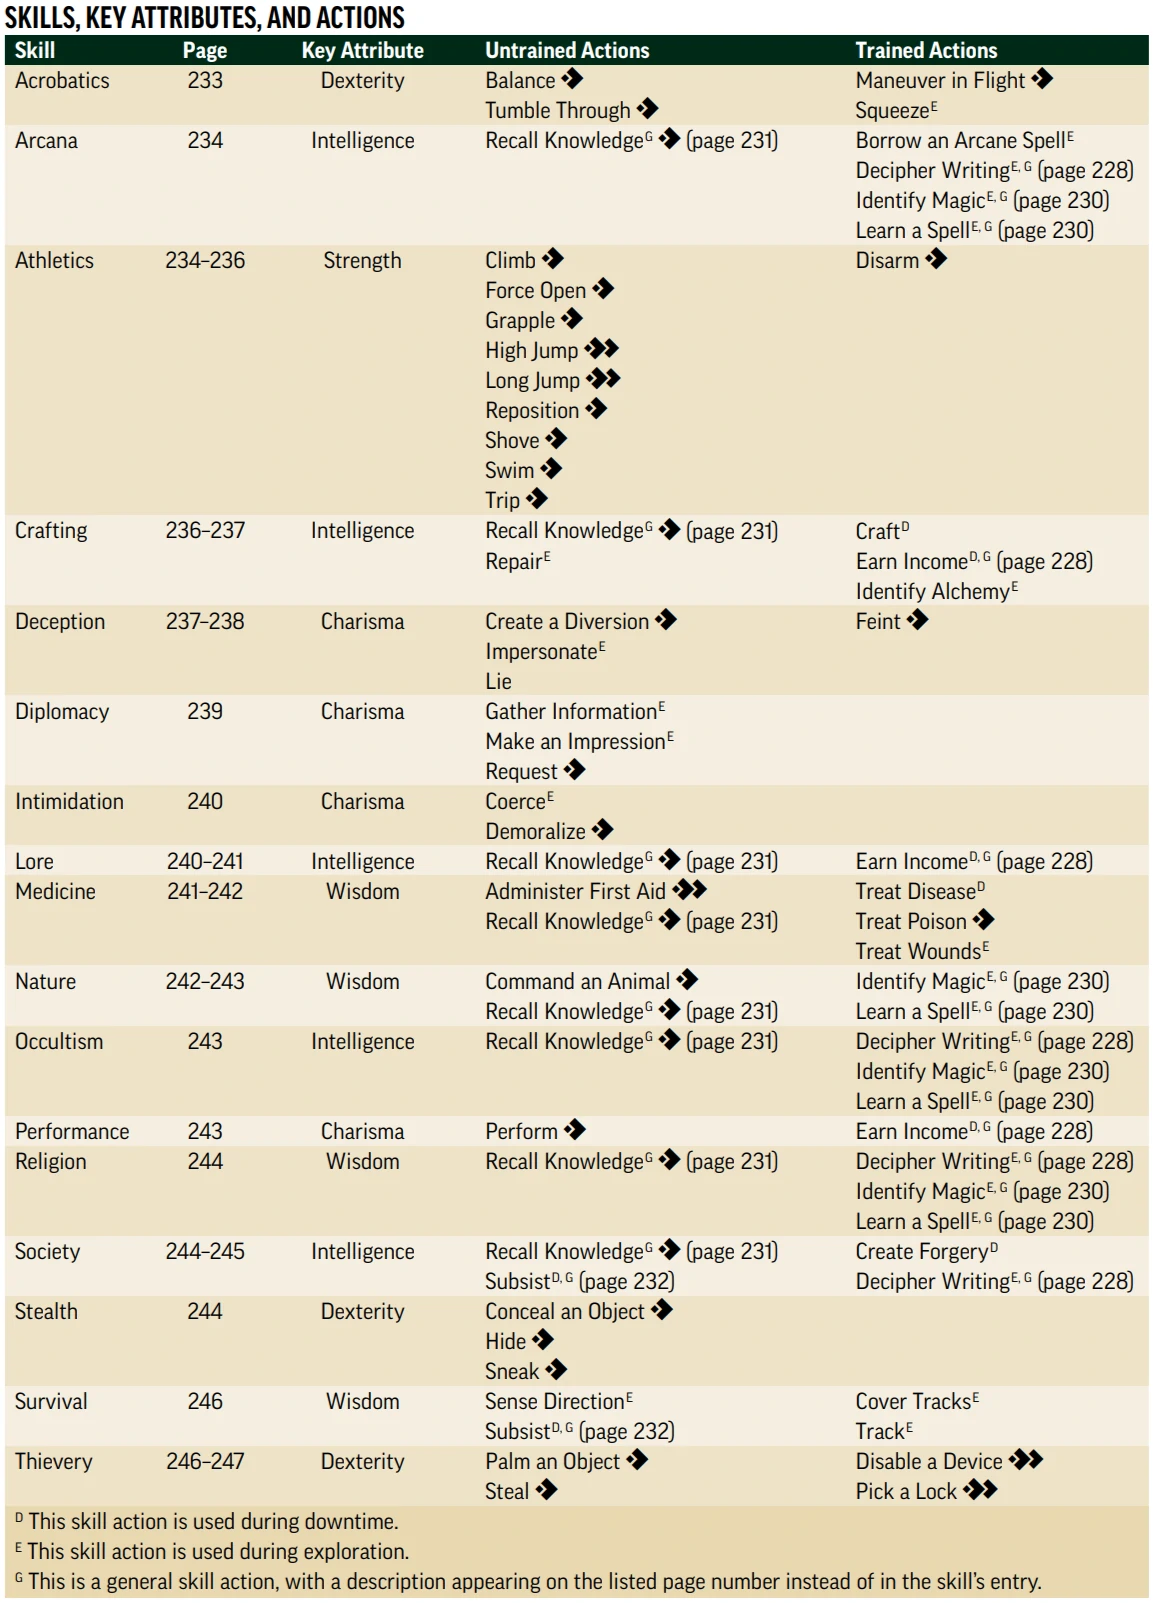 SKILLS, KEY ATTRIBUTES, AND ACTIONS
Skill Page Key Attribute Untrained Actions Trained Actions
Acrobatics 233 Dexterity Balance Maneuver in Flight
Tumble Through Squeeze E
Arcana 234 Intelligence Recall Knowledge G (page 231) Borrow an Arcane Spell E
Decipher Writing E, G (page 228)
Identify Magic E, G (page 230)
Learn a Spell E, G (page 230)
Athletics 234–236 Strength Climb Disarm
Force Open
Grapple
High Jump
Long Jump
Reposition
Shove
Swim
Trip
Crafting 236–237 Intelligence Recall Knowledge G (page 231) Craft D
Repair E Earn Income D, G (page 228)
Identify Alchemy E
Deception 237–238 Charisma Create a Diversion Feint
Impersonate E
Lie
Diplomacy 239 Charisma Gather Information E
Make an Impression E
Request
Intimidation 240 Charisma Coerce E
Demoralize
Lore 240–241 Intelligence Recall Knowledge G (page 231) Earn Income D, G (page 228)
Medicine 241–242 Wisdom Administer First Aid Treat Disease D
Recall Knowledge G (page 231) Treat Poison
Treat Wounds E
Nature 242–243 Wisdom Command an Animal Identify Magic E, G (page 230)
Recall Knowledge G (page 231) Learn a Spell E, G (page 230)
Occultism 243 Intelligence Recall Knowledge G (page 231) Decipher Writing E, G (page 228)
Identify Magic E, G (page 230)
Learn a Spell E, G (page 230)
Performance 243 Charisma Perform Earn Income D, G (page 228)
Religion 244 Wisdom Recall Knowledge G (page 231) Decipher Writing E, G (page 228)
Identify Magic E, G (page 230)
Learn a Spell E, G (page 230)
Society 244–245 Intelligence Recall Knowledge G (page 231) Create Forgery D
Subsist D, G (page 232) Decipher Writing E, G (page 228)
Stealth 244 Dexterity Conceal an Object
Hide
Sneak
Survival 246 Wisdom Sense Direction E Cover Tracks E
Subsist D, G (page 232) Track E
Thievery 246–247 Dexterity Palm an Object Disable a Device
Steal Pick a Lock
D This skill action is used during downtime.
E This skill action is used during exploration.
G This is a general skill action, with a description appearing on the listed page number instead of in the skill's entry.